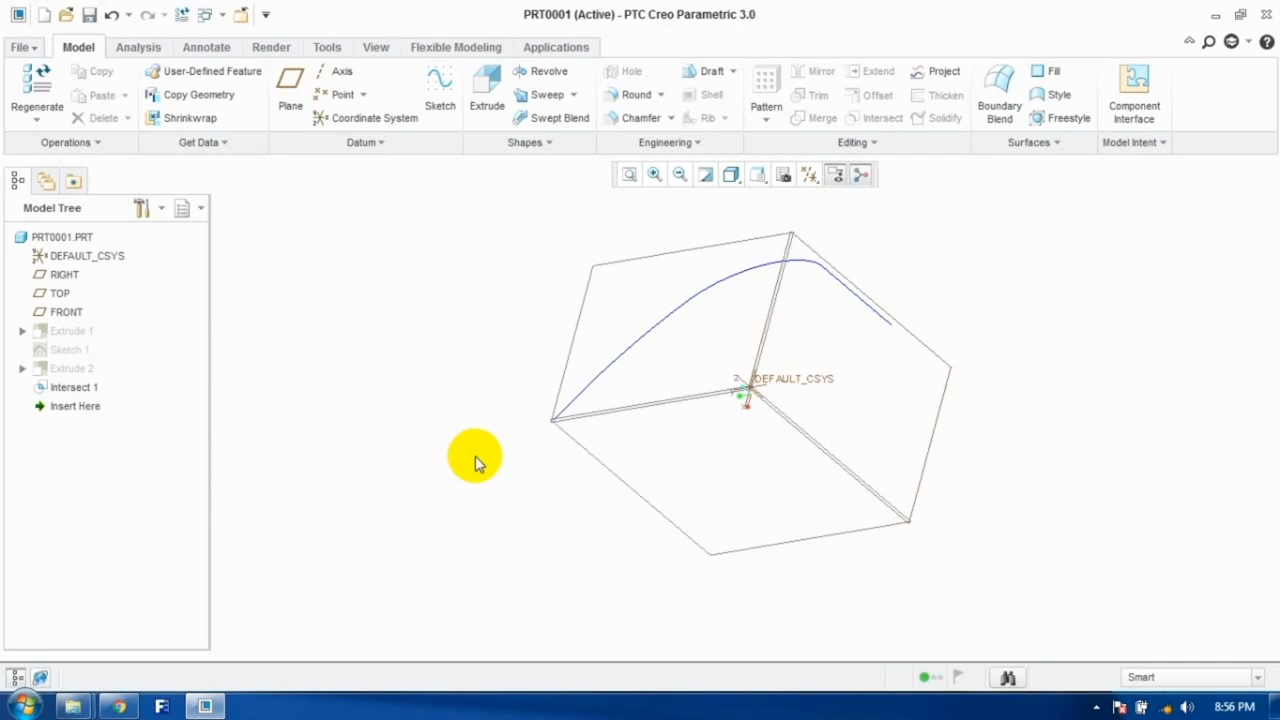 PRT0001 (Active) - PTC Creo Parametric 3.0
File Model Analysis Annotate Render Tools View Flexible Modeling Applications
Regenerate
Copy
Paste
Delete
Operations
User-Defined Feature
Copy Geometry
Shrinkwrap
Get Data
Plane
Axis
Point
Coordinate System
Sketch
Datum
Extrude
Revolve
Sweep
Swept Blend
Shapes
Hole
Round
Chamfer
Draft
Shell
Rib
Engineering
Pattern
Mirror
Trim
Merge
Extend
Offset
Intersect
Project
Thicken
Solidify
Editing
Boundary
Blend
Fill
Style
Freestyle
Surfaces
Component
Interface
Model Intent
Model Tree
PRT0001.PRT
DEFAULT_CSYS
RIGHT
TOP
FRONT
Extrude 1
Sketch 1
Extrude 2
Intersect 1
Insert Here
Z
DEFAULT_CSYS
Smart
8:56 PM